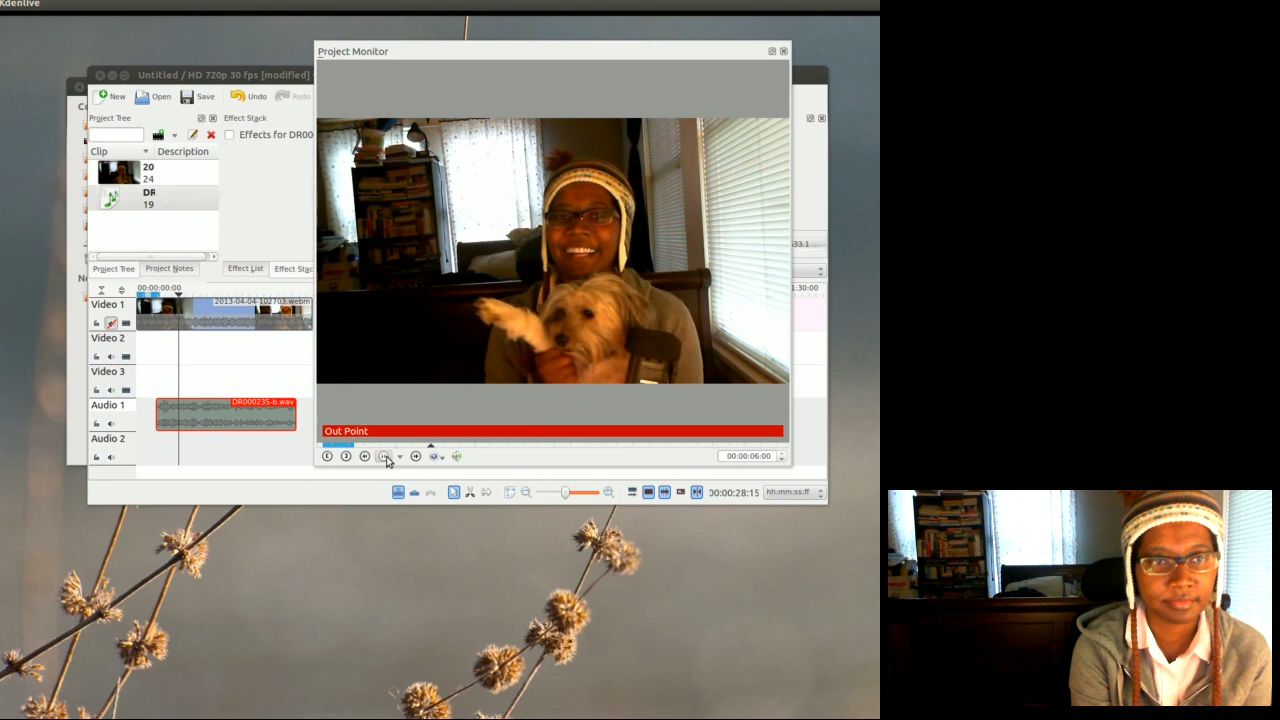 Kdenlive
Project Monitor
Untitled / HD 720p 30 fps [modified]
New Open Save Undo Redo
Project Tree
Effect Stack
Effects for DR00
Clip Description
20
24
DR
19
Project Tree Project Notes Effect List Effect Stac
33.1 ...
00:00:00:00
1:30:00
Video 1
2013-04-04-102703.webm
Video 2
Video 3
Audio 1
DR000235-b.wav
Audio 2
Out Point
00:00:06:00
00:00:28:15 hh:mm:ss:ff